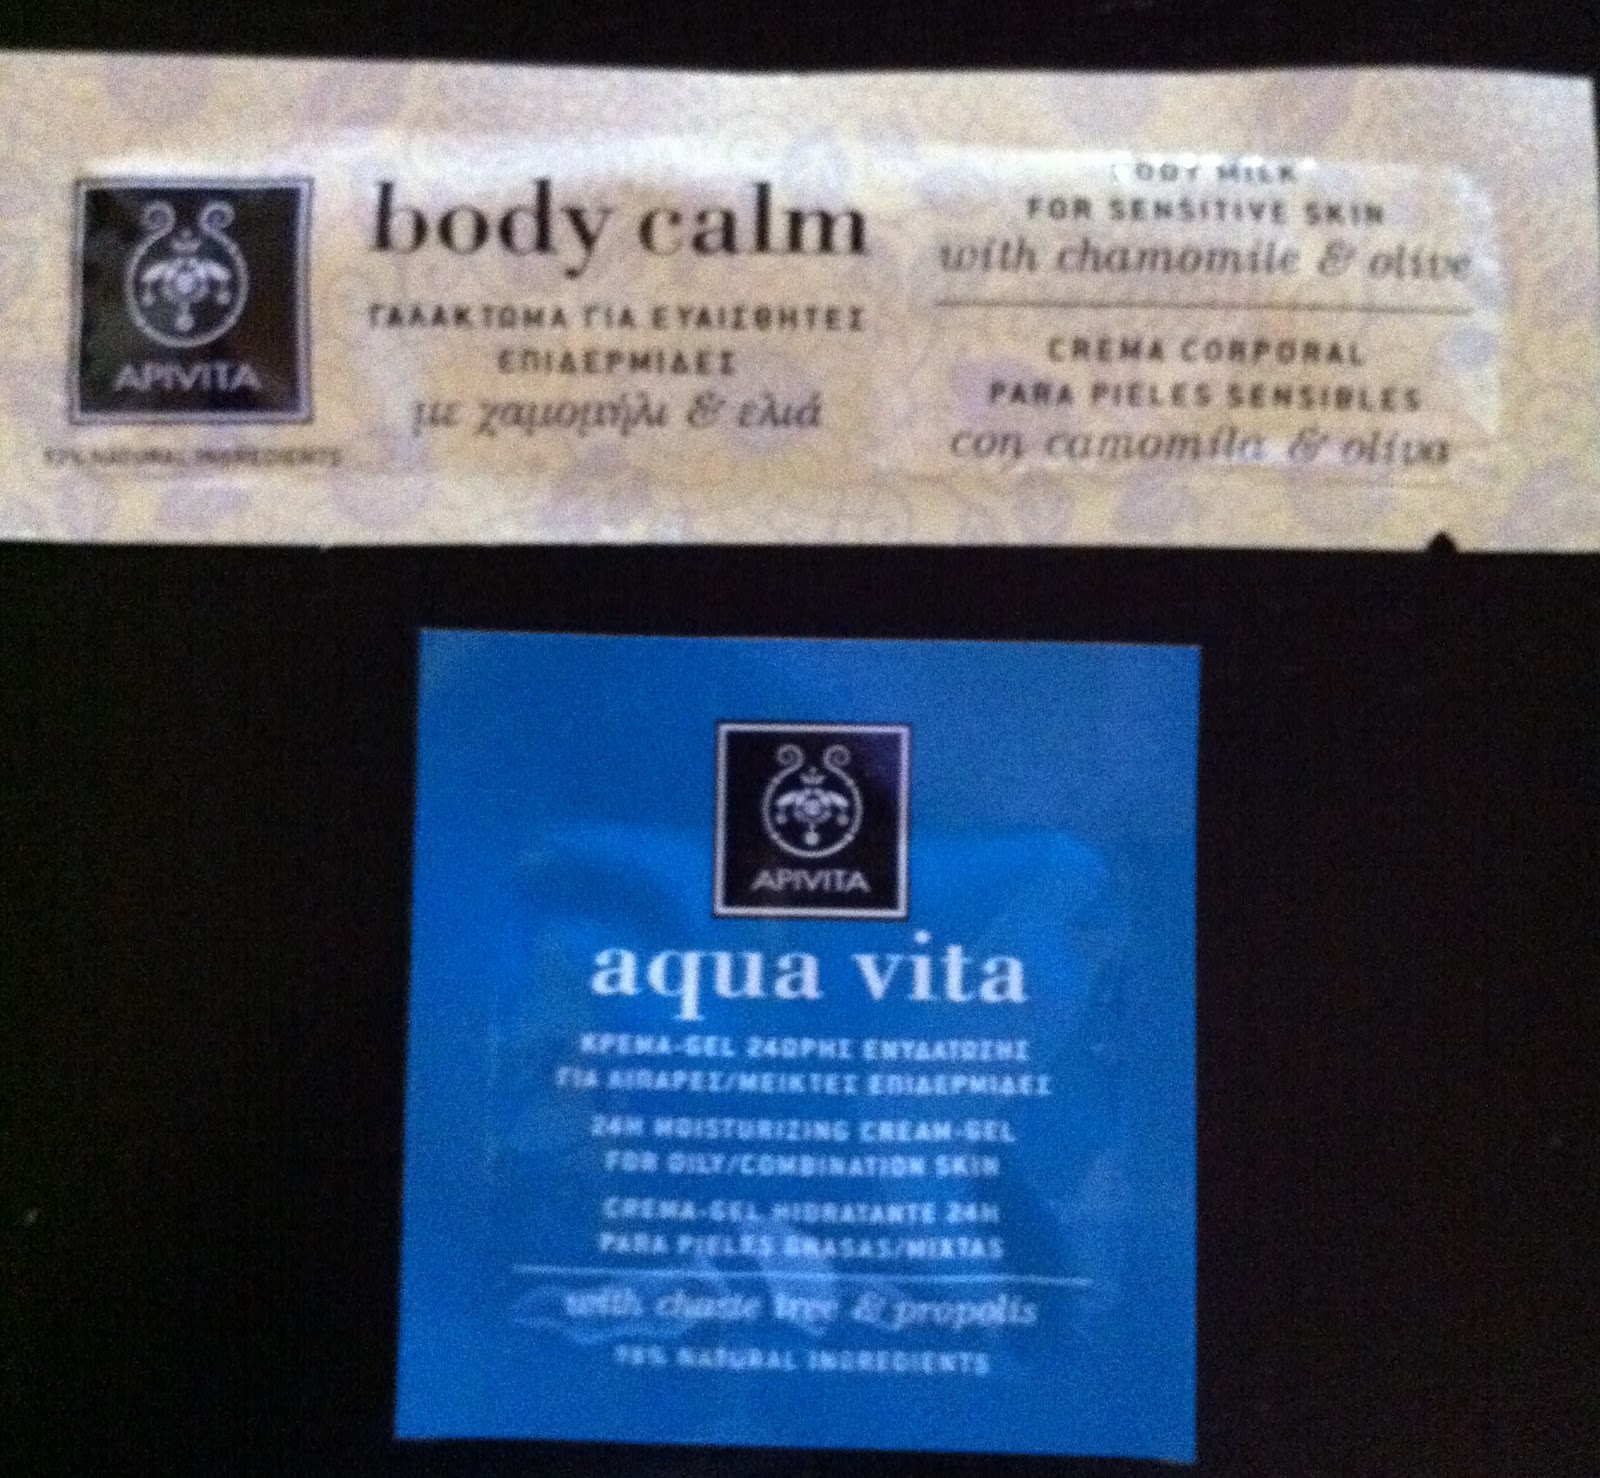 APIVITA
NATURAL INGREDIENTS
body calm
ΓΑΛΑΚΤΩΜΑ ΓΙΑ ΕΥΑΙΣΘΗΤΕΣ
ΕΠΙΔΕΡΜΙΔΕΣ
με χαμομήλι & ελιά
BODY MILK
FOR SENSITIVE SKIN
with chamomile & olive
CREMA CORPORAL
PARA PIELES SENSIBLES
con camomila & oliva
APIVITA
aqua vita
ΚΡΕΜΑ-GEL 24ΩΡΗΣ ΕΝΥΔΑΤΩΣΗΣ
ΓΙΑ ΛΙΠΑΡΕΣ/ΜΕΙΚΤΕΣ ΕΠΙΔΕΡΜΙΔΕΣ
24H MOISTURIZING CREAM-GEL
FOR OILY/COMBINATION SKIN
CREMA-GEL HIDRATANTE 24H
PARA PIELES GRASAS/MIXTAS
with chaste tree & propolis
98% NATURAL INGREDIENTS